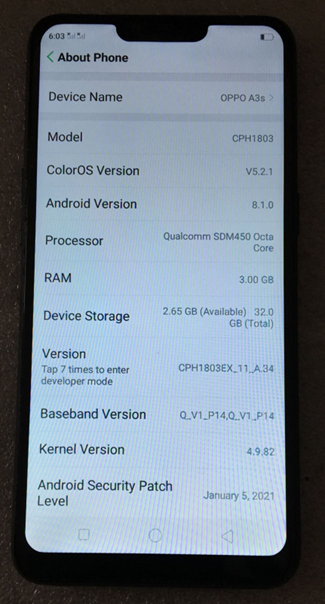 6:03
About Phone
Device Name OPPO A3s
Model CPH1803
ColorOS Version V5.2.1
Android Version 8.1.0
Processor Qualcomm SDM450 Octa
Core
RAM 3.00 GB
Device Storage 2.65 GB (Available) 32.0
GB (Total)
Version
Tap 7 times to enter
developer mode
CPH1803EX_11_A.34
Baseband Version Q_V1_P14,Q_V1_P14
Kernel Version 4.9.82
Android Security Patch
Level
January 5, 2021